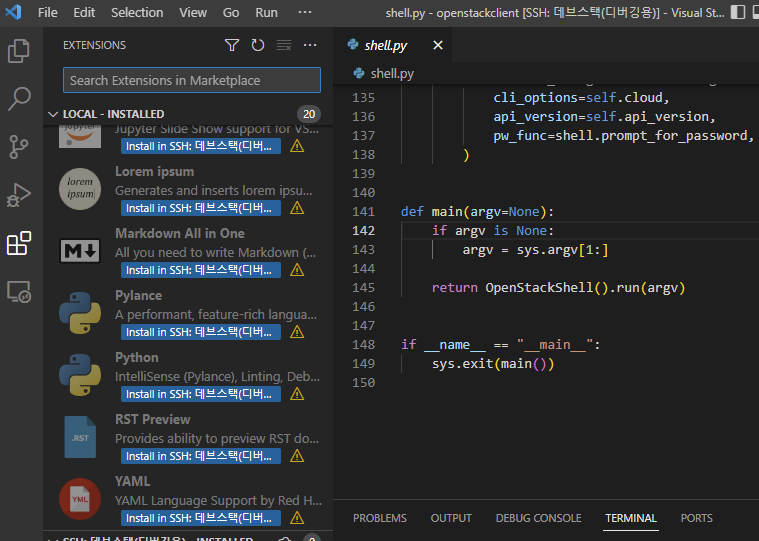 File Edit Selection View Go Run ... shell.py - openstackclient [SSH: 데브스택(디버깅용)] - Visual St...
EXTENSIONS
Search Extensions in Marketplace
LOCAL - INSTALLED 20
Jupyter Slide Show support for VS...
Install in SSH: 데브스택(디버...
lorem ipsum
Lorem ipsum
Generates and inserts lorem ipsu...
Install in SSH: 데브스택(디버...
Markdown All in One
All you need to write Markdown (...
Install in SSH: 데브스택(디버...
Pylance
A performant, feature-rich langua...
Install in SSH: 데브스택(디버...
Python
IntelliSense (Pylance), Linting, Deb...
Install in SSH: 데브스택(디버...
.RST
RST Preview
Provides ability to preview RST do...
Install in SSH: 데브스택(디버...
YML
YAML
YAML Language Support by Red H...
Install in SSH: 데브스택(디버...
SSH: 데브스택(디버깅용) - INSTALLED
shell.py
shell.py
135 cli_options=self.cloud,
136 api_version=self.api_version,
137 pw_func=shell.prompt_for_password,
138 )
139
140
141 def main(argv=None):
142 if argv is None:
143 argv = sys.argv[1:]
144
145 return OpenStackShell().run(argv)
146
147
148 if __name__ == "__main__":
149 sys.exit(main())
150
PROBLEMS OUTPUT DEBUG CONSOLE TERMINAL PORTS